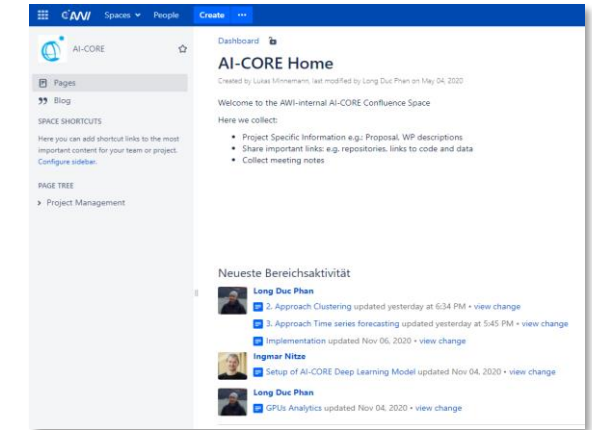 AWI Spaces People Create ...
AI-CORE
Pages
Blog
SPACE SHORTCUTS
Here you can add shortcut links to the most
important content for your team or project.
Configure sidebar.
PAGE TREE
> Project Management
Dashboard
AI-CORE Home
Created by Lukas Minnemann, last modified by Long Duc Phan on May 04, 2020
Welcome to the AWI-internal AI-CORE Confluence Space
Here we collect:
• Project Specific Information e.g.: Proposal, WP descriptions
• Share important links: e.g. repositories, links to code and data
• Collect meeting notes
Neueste Bereichsaktivität
Long Duc Phan
2. Approach Clustering updated yesterday at 6:34 PM • view change
3. Approach Time series forecasting updated yesterday at 5:45 PM • view change
Implementation updated Nov 06, 2020 • view change
Ingmar Nitze
Setup of AI-CORE Deep Learning Model updated Nov 04, 2020 • view change
Long Duc Phan
GPUs Analytics updated Nov 04, 2020 • view change